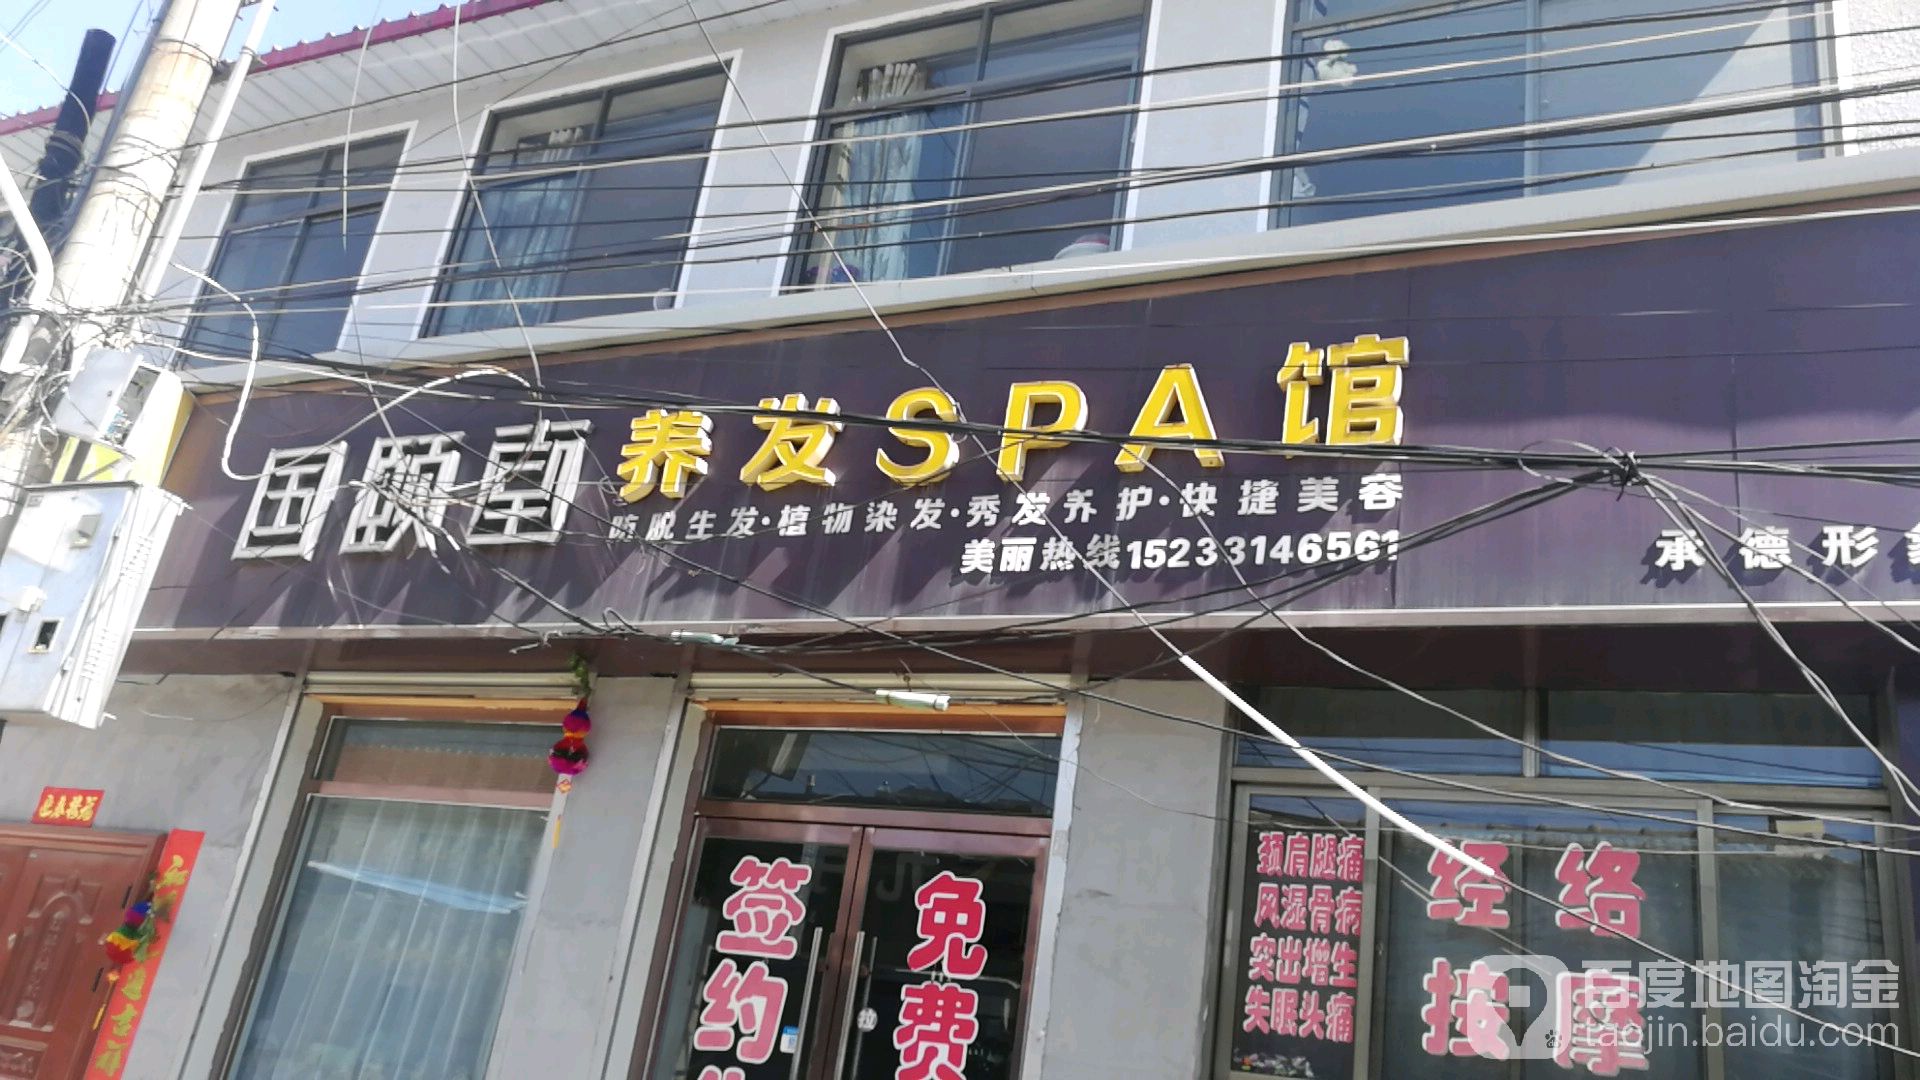 国颐堂 养发SPA馆
防脱生发·植物染发·秀发养护·快捷美容
美丽热线15233146561
承德形
迎春接福
签约
免费
颈肩腿痛
风湿骨病
突出增生
失眠头痛
经络
按摩
百度地图淘金
taojin.baidu.com